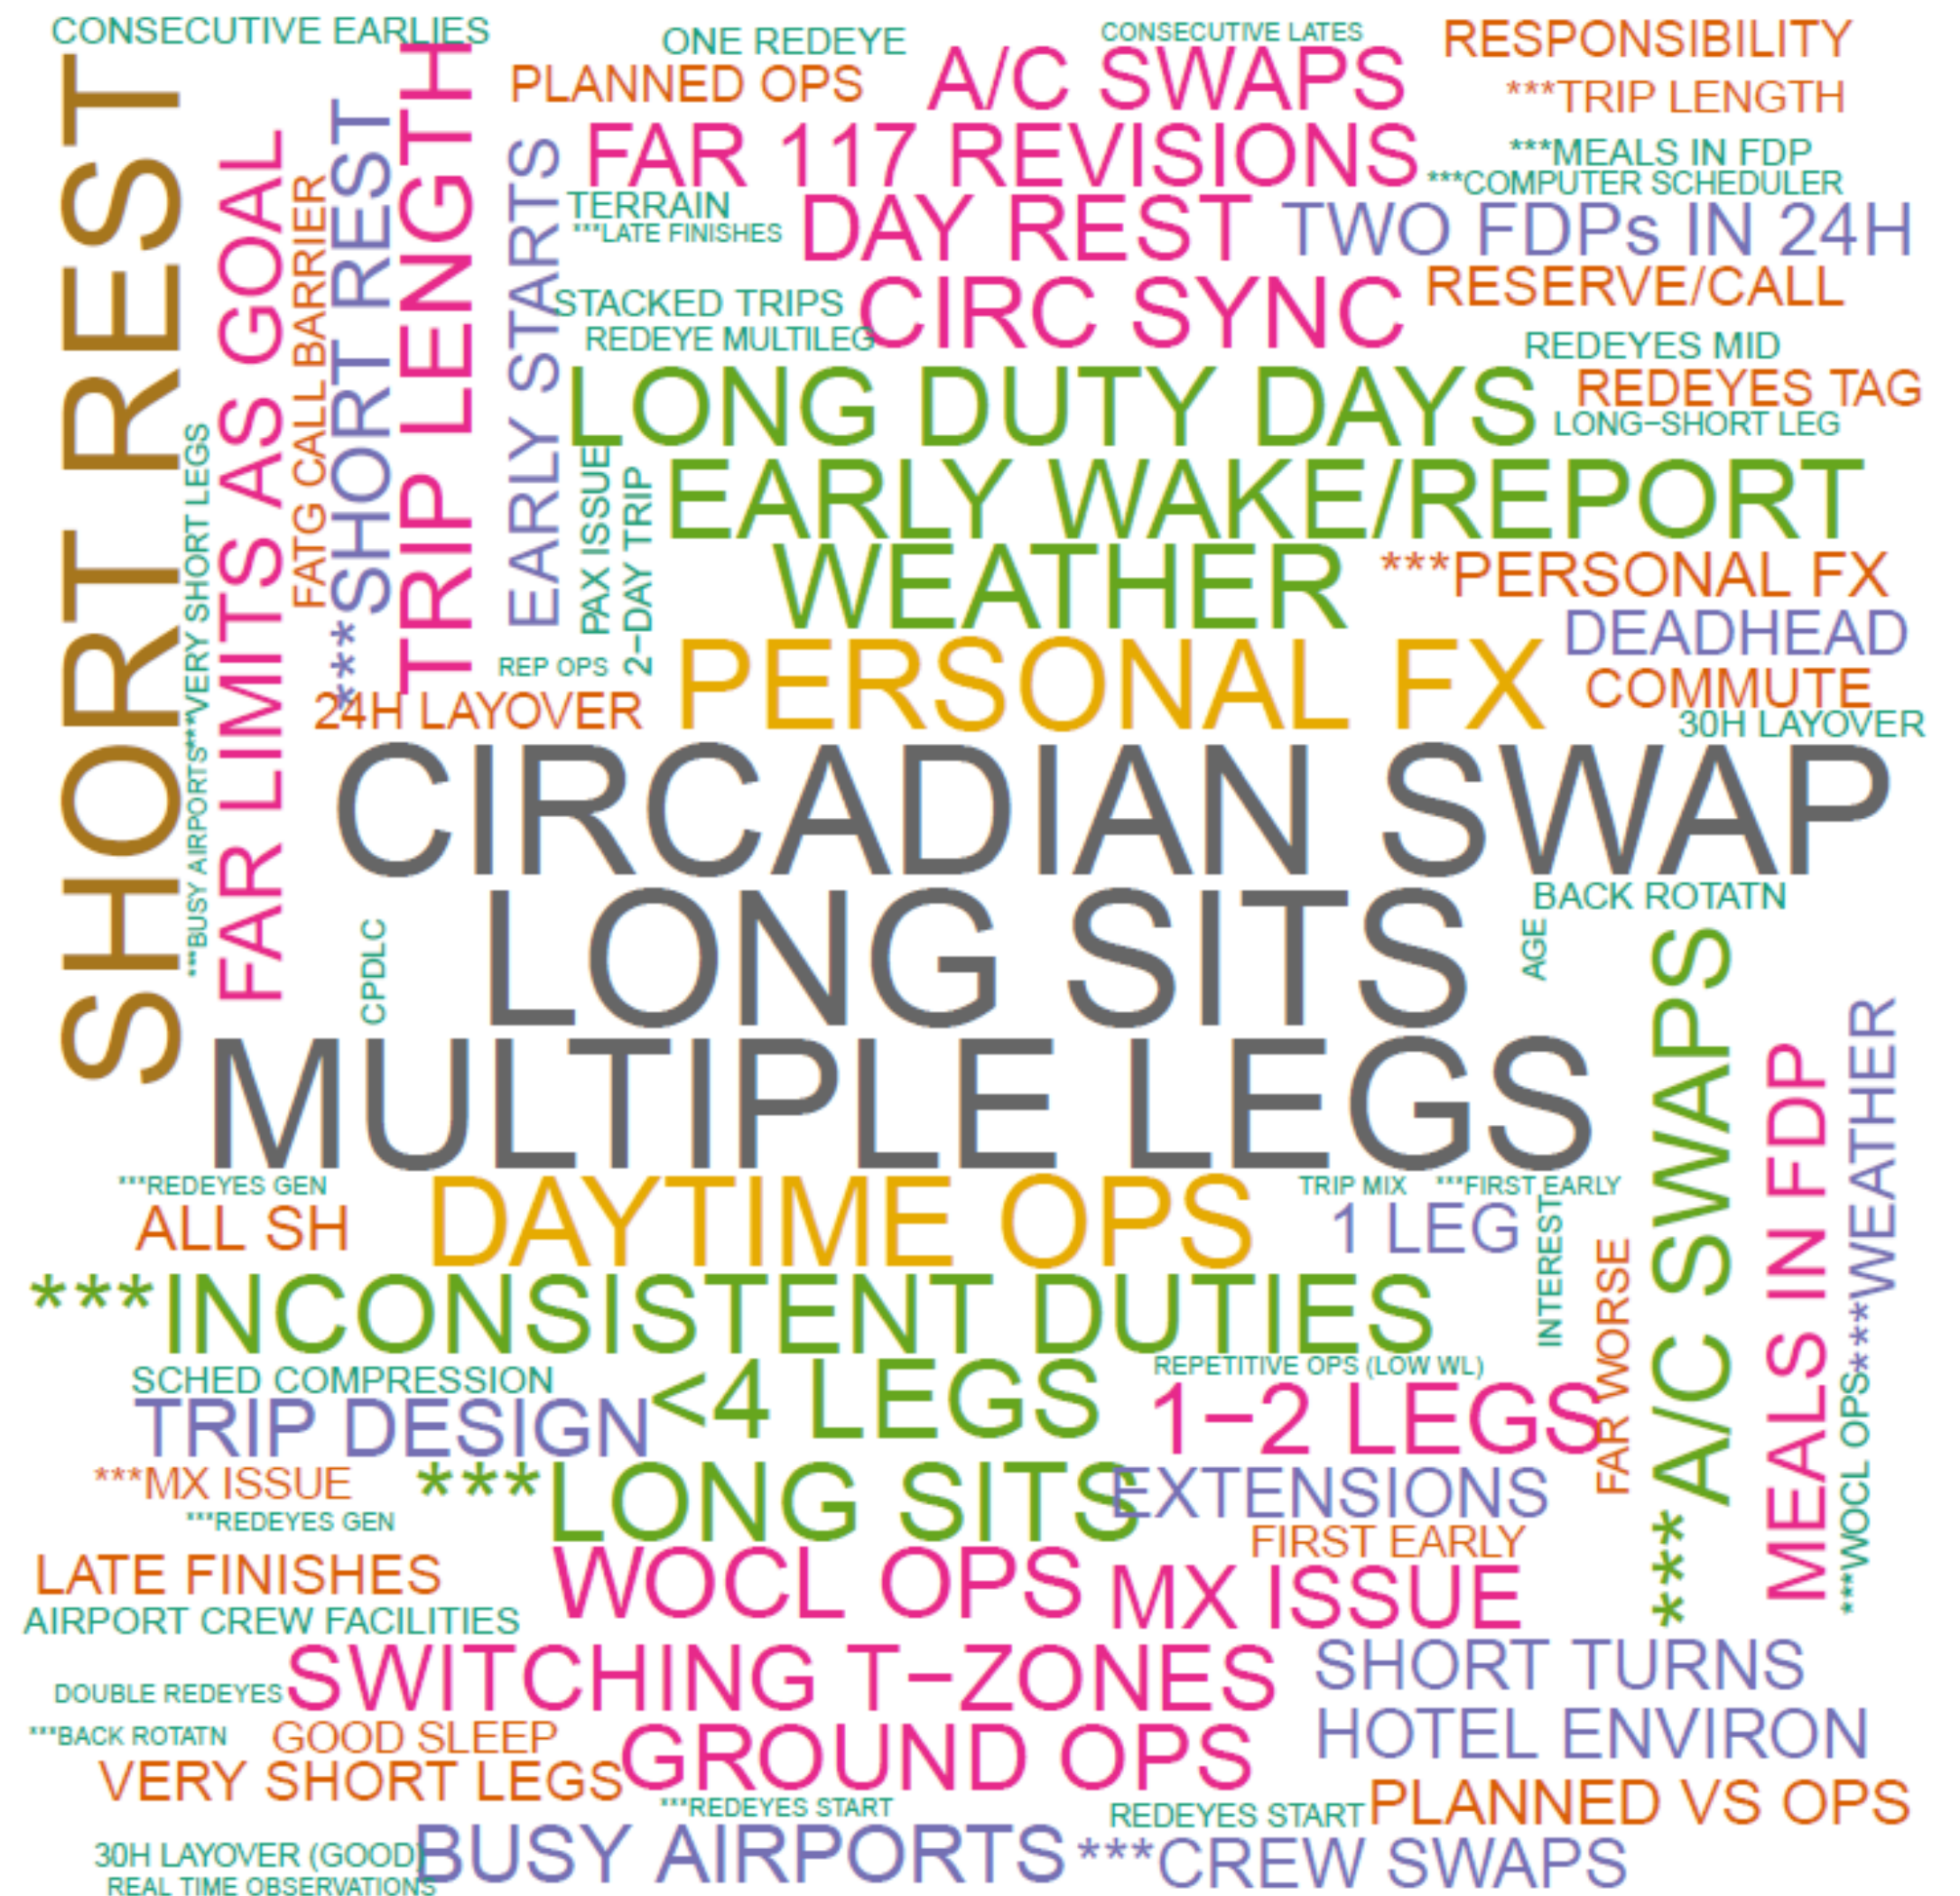 CONSECUTIVE EARLIES
ONE REDEYE
CONSECUTIVE LATES
RESPONSIBILITY
PLANNED OPS
A/C SWAPS
***TRIP LENGTH
FAR 117 REVISIONS
***MEALS IN FDP
***COMPUTER SCHEDULER
TERRAIN
***LATE FINISHES
DAY REST
TWO FDPs IN 24H
STACKED TRIPS
REDEYE MULTILEG
CIRC SYNC
RESERVE/CALL
REDEYES MID
LONG DUTY DAYS
REDEYES TAG
LONG-SHORT LEG
SHORT REST
***BUSY AIRPORTS
***VERY SHORT LEGS
FAR LIMITS AS GOAL
FATG CALL BARRIER
***SHORT REST
TRIP LENGTH
EARLY STARTS
PAX ISSUE
2-DAY TRIP
EARLY WAKE/REPORT
WEATHER
***PERSONAL FX
DEADHEAD
REP OPS
24H LAYOVER
PERSONAL FX
COMMUTE
30H LAYOVER
CIRCADIAN SWAP
BACK ROTATN
CPDLC
LONG SITS
AGE
MULTIPLE LEGS
***REDEYES GEN
ALL SH
DAYTIME OPS
TRIP MIX
***FIRST EARLY
1 LEG
INTEREST
FAR WORSE
***A/C SWAPS
MEALS IN FDP
***WEATHER
***WOCL OPS
***INCONSISTENT DUTIES
SCHED COMPRESSION
<4 LEGS
REPETITIVE OPS (LOW WL)
TRIP DESIGN
1-2 LEGS
***MX ISSUE
***LONG SITS
EXTENSIONS
***REDEYES GEN
FIRST EARLY
LATE FINISHES
WOCL OPS
MX ISSUE
AIRPORT CREW FACILITIES
SWITCHING T-ZONES
SHORT TURNS
DOUBLE REDEYES
***BACK ROTATN
GOOD SLEEP
GROUND OPS
HOTEL ENVIRON
VERY SHORT LEGS
***REDEYES START
REDEYES START
PLANNED VS OPS
30H LAYOVER (GOOD)
BUSY AIRPORTS
***CREW SWAPS
REAL TIME OBSERVATIONS